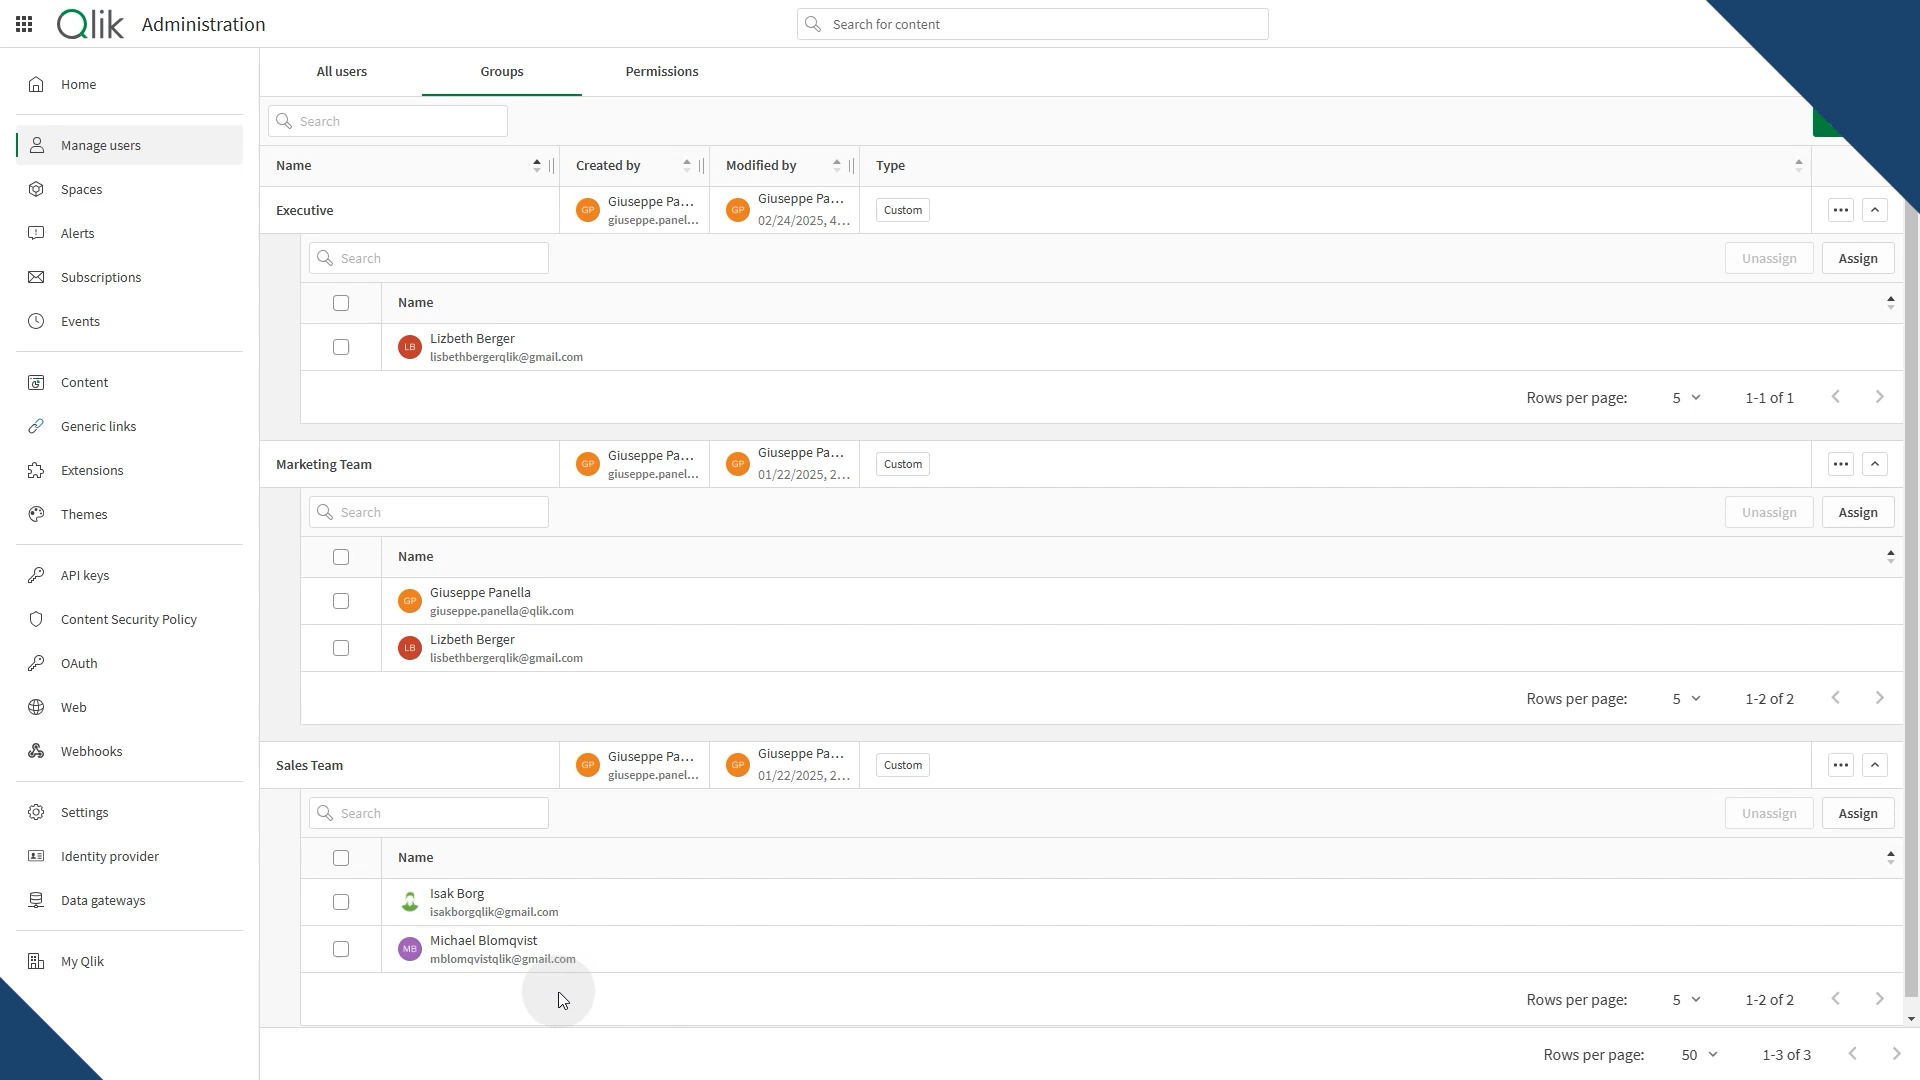 Qlik Administration
Search for content
Home
Manage users
Spaces
Alerts
Subscriptions
Events
Content
Generic links
Extensions
Themes
API keys
Content Security Policy
OAuth
Web
Webhooks
Settings
Identity provider
Data gateways
My Qlik
All users Groups Permissions
Search
Name Created by Modified by Type
Executive GP Giuseppe Pa... GP Giuseppe Pa... Custom
giuseppe.panel... 02/24/2025, 4...
Search Unassign Assign
Name
LB Lizbeth Berger
lisbethbergerqlik@gmail.com
Rows per page: 5 1-1 of 1
Marketing Team GP Giuseppe Pa... GP Giuseppe Pa... Custom
giuseppe.panel... 01/22/2025, 2...
Search Unassign Assign
Name
GP Giuseppe Panella
giuseppe.panella@qlik.com
LB Lizbeth Berger
lisbethbergerqlik@gmail.com
Rows per page: 5 1-2 of 2
Sales Team GP Giuseppe Pa... GP Giuseppe Pa... Custom
giuseppe.panel... 01/22/2025, 2...
Search Unassign Assign
Name
Isak Borg
isakborgqlik@gmail.com
MB Michael Blomqvist
mblomqvistqlik@gmail.com
Rows per page: 5 1-2 of 2
Rows per page: 50 1-3 of 3